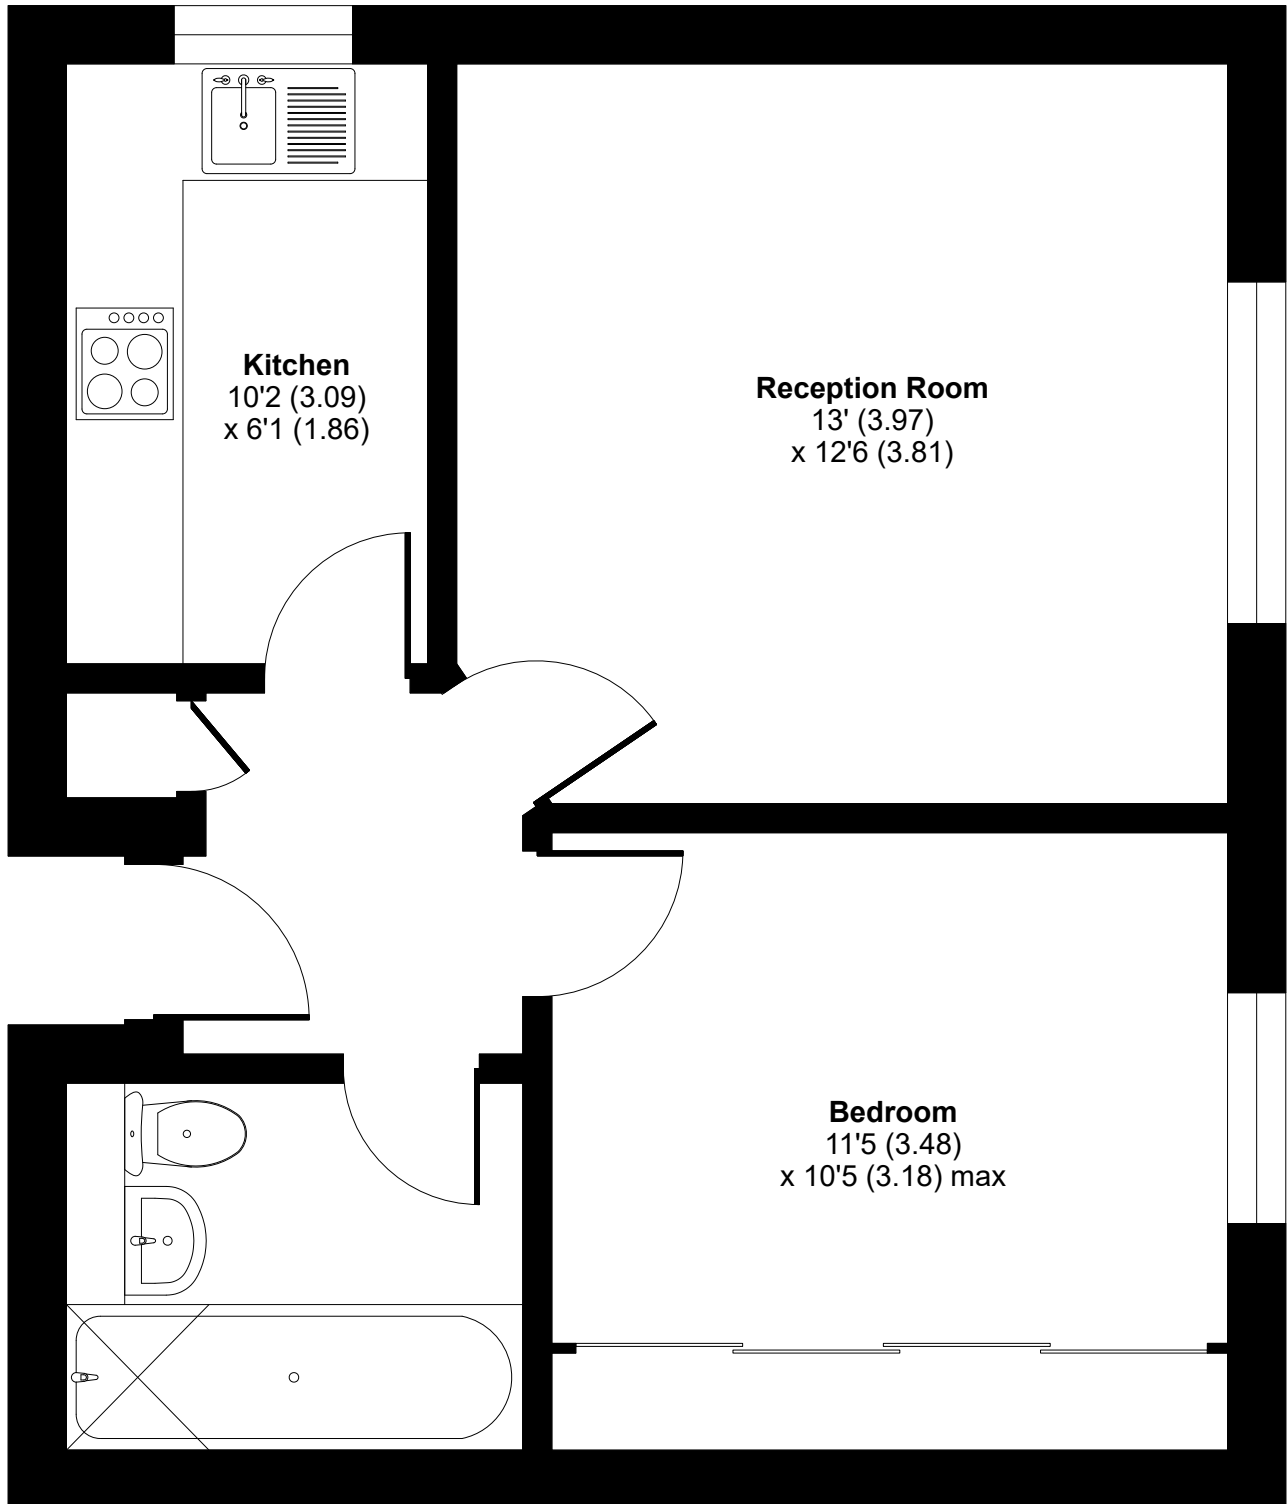 Kitchen
10'2 (3.09)
x 6'1 (1.86)
Reception Room
13' (3.97)
x 12'6 (3.81)
Bedroom
11'5 (3.48)
x 10'5 (3.18) max